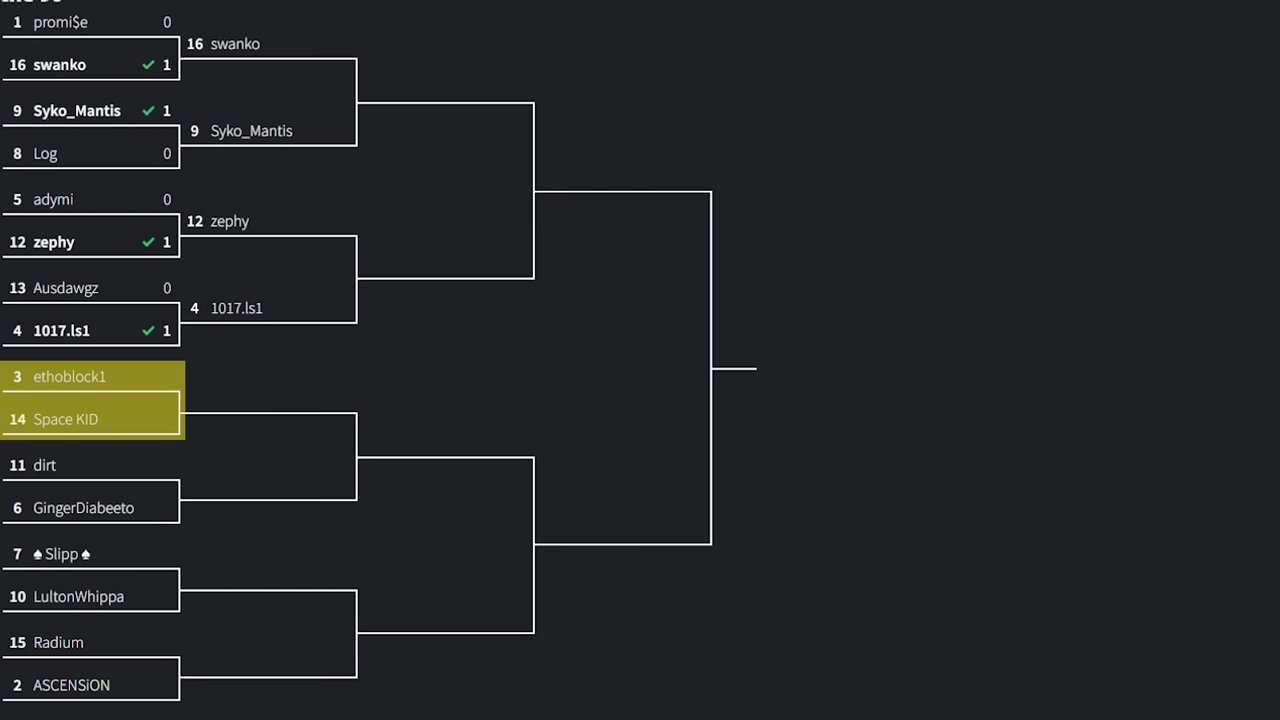 1 promi$e 0
16 swanko ✔ 1
9 Syko_Mantis ✔ 1
8 Log 0
5 adymi 0
12 zephy ✔ 1
13 Ausdawgz 0
4 1017.ls1 ✔ 1
3 ethoblock1
14 Space KID
11 dirt
6 GingerDiabeeto
7 ♠ Slipp ♠
10 LultonWhippa
15 Radium
2 ASCENSiON
16 swanko
9 Syko_Mantis
12 zephy
4 1017.ls1